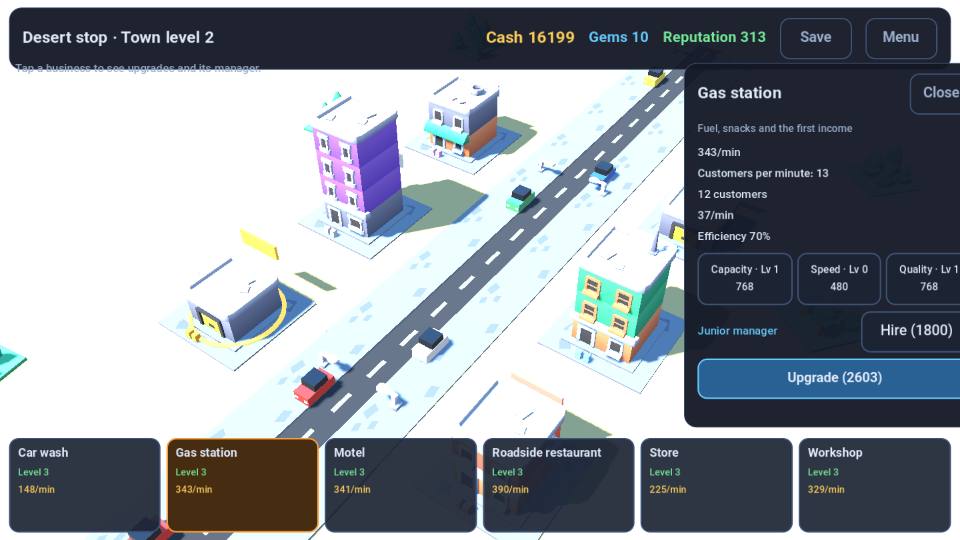 Desert stop · Town level 2
Cash 16199
Gems 10
Reputation 313
Save
Menu
Tap a business to see upgrades and its manager.
Gas station
Close
Fuel, snacks and the first income
343/min
Customers per minute: 13
12 customers
37/min
Efficiency 70%
Capacity · Lv 1
768
Speed · Lv 0
480
Quality · Lv 1
768
Junior manager
Hire (1800)
Upgrade (2603)
Car wash
Level 3
148/min
Gas station
Level 3
343/min
Motel
Level 3
341/min
Roadside restaurant
Level 3
390/min
Store
Level 3
225/min
Workshop
Level 3
329/min